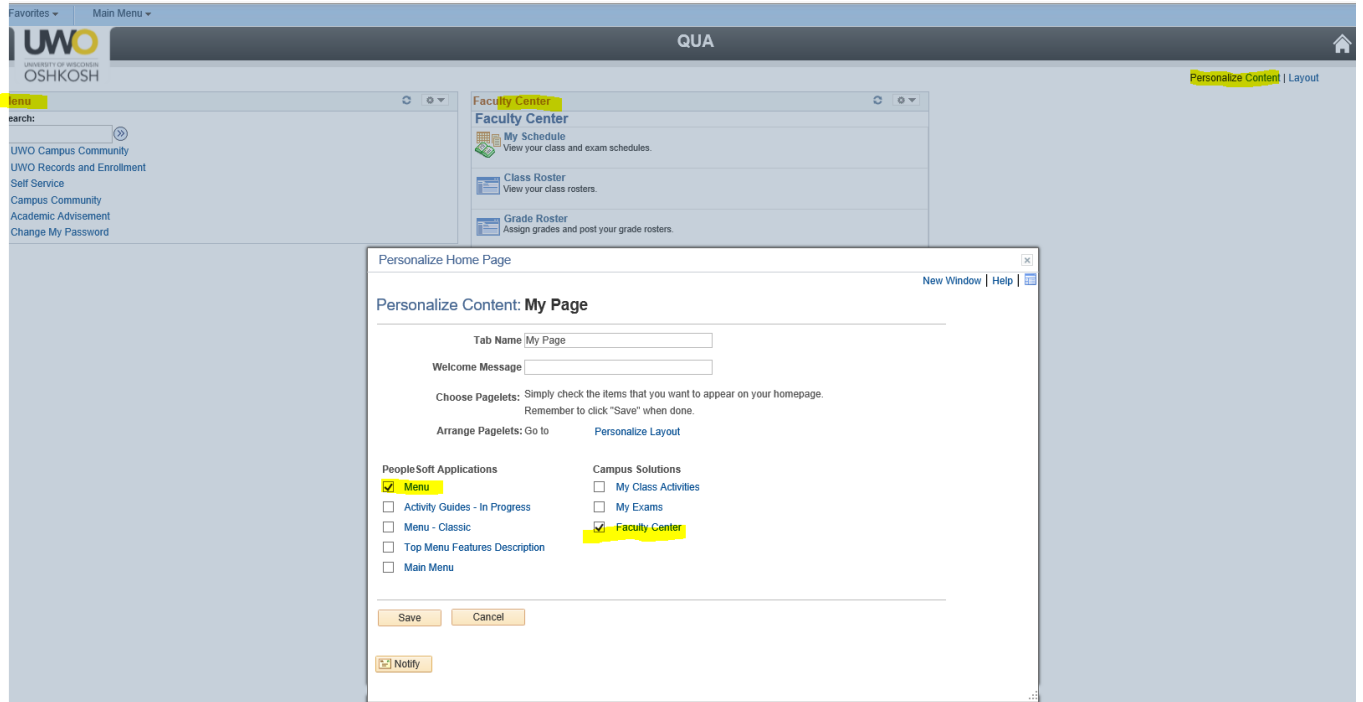 Favorites Main Menu
UWO
UNIVERSITY OF WISCONSIN
OSHKOSH
QUA
Personalize Content | Layout
Menu
Search:
UWO Campus Community
UWO Records and Enrollment
Self Service
Campus Community
Academic Advisement
Change My Password
Faculty Center
Faculty Center
My Schedule
View your class and exam schedules.
Class Roster
View your class rosters.
Grade Roster
Assign grades and post your grade rosters.
Personalize Home Page
New Window | Help |
Personalize Content: My Page
Tab Name My Page
Welcome Message
Choose Pagelets: Simply check the items that you want to appear on your homepage.
Remember to click "Save" when done.
Arrange Pagelets: Go to Personalize Layout
PeopleSoft Applications
Menu
Activity Guides - In Progress
Menu - Classic
Top Menu Features Description
Main Menu
Campus Solutions
My Class Activities
My Exams
Faculty Center
Save Cancel
Notify